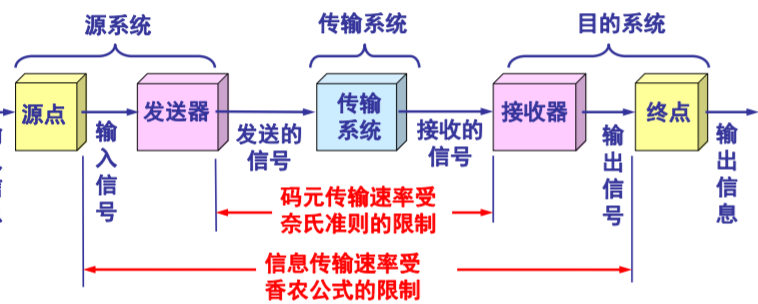 源系统
传输系统
目的系统
源点
发送器
传输
系统
接收器
终点
输入信号
发送的
信号
接收的
信号
输出信号
输出信息
码元传输速率受
奈氏准则的限制
信息传输速率受
香农公式的限制